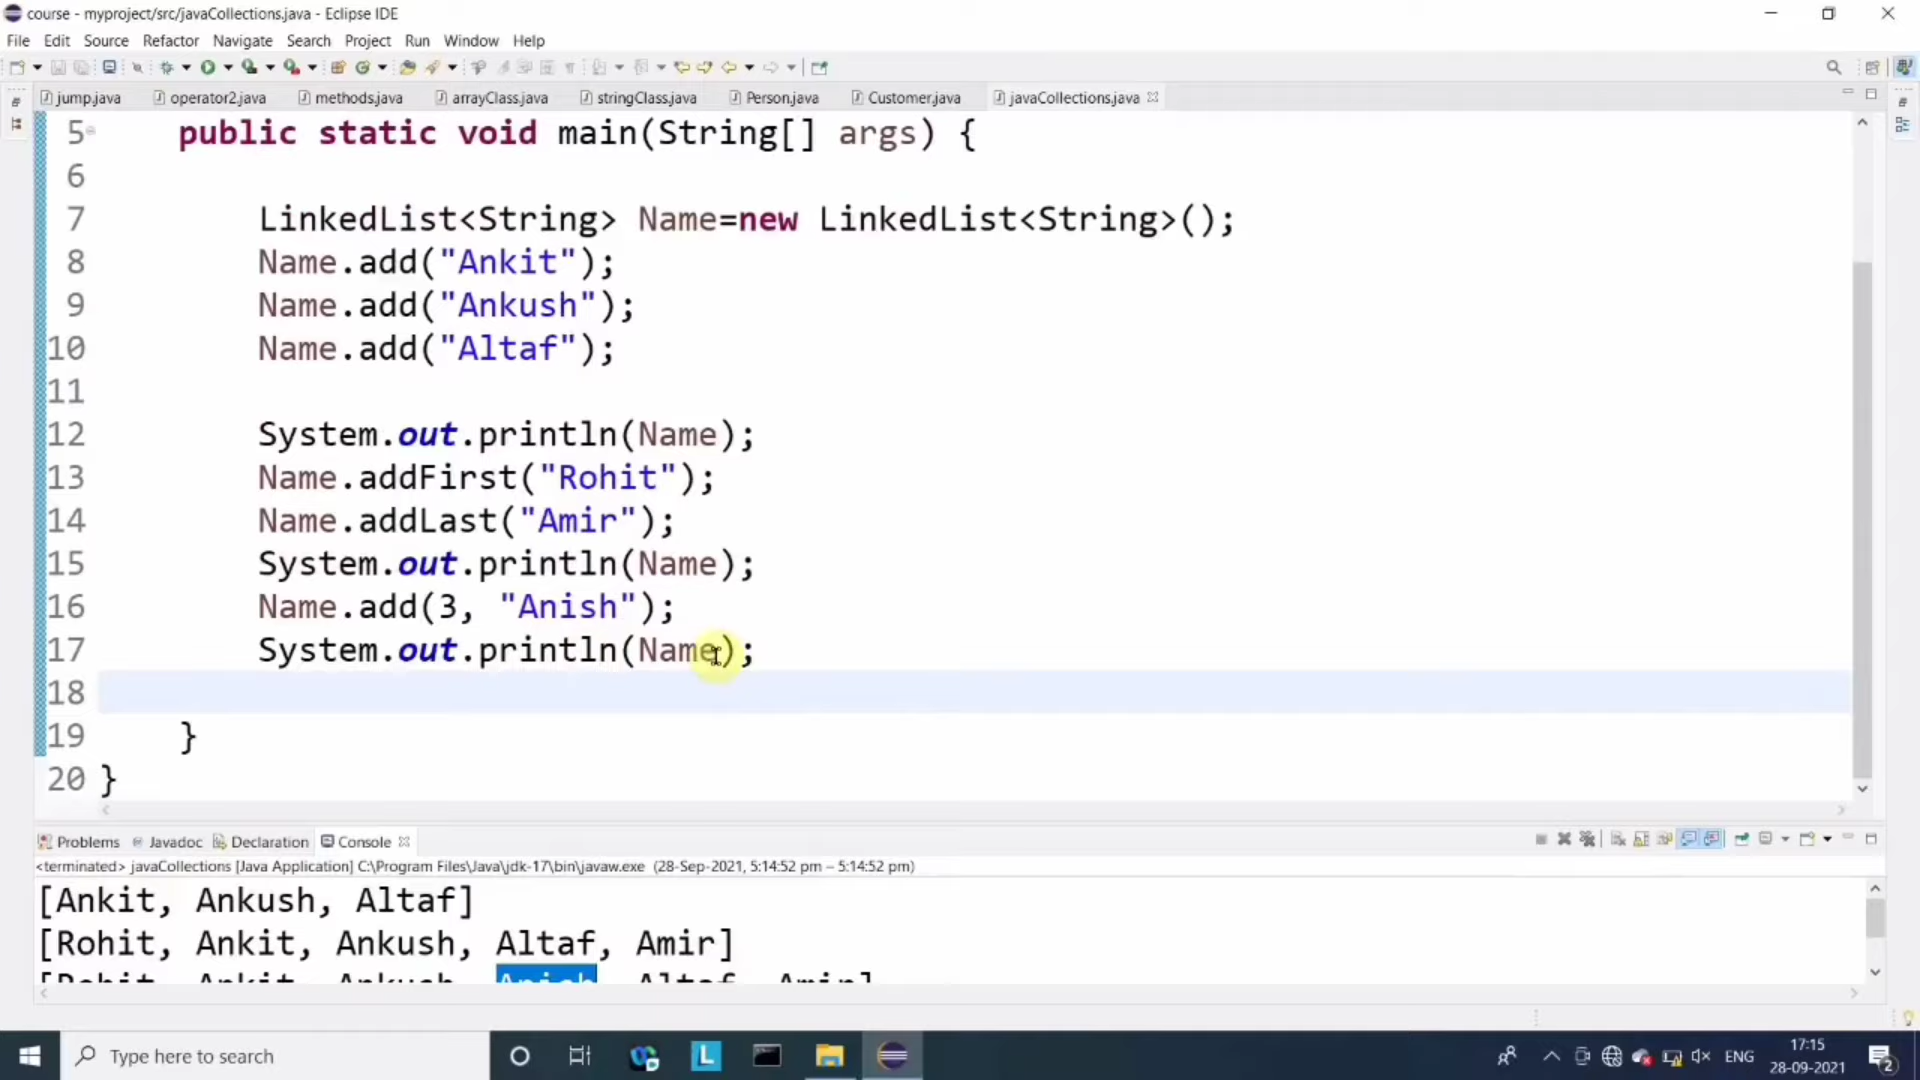 course - myproject/src/javaCollections.java - Eclipse IDE
File Edit Source Refactor Navigate Search Project Run Window Help
jump.java operator2.java methods.java arrayClass.java stringClass.java Person.java Customer.java javaCollections.java
5 public static void main(String[] args) {
6
7 LinkedList<String> Name=new LinkedList<String>();
8 Name.add("Ankit");
9 Name.add("Ankush");
10 Name.add("Altaf");
11
12 System.out.println(Name);
13 Name.addFirst("Rohit");
14 Name.addLast("Amir");
15 System.out.println(Name);
16 Name.add(3, "Anish");
17 System.out.println(Name);
18
19 }
20 }
Problems Javadoc Declaration Console
<terminated> javaCollections [Java Application] C:\Program Files\Java\jdk-17\bin\javaw.exe (28-Sep-2021, 5:14:52 pm – 5:14:52 pm)
[Ankit, Ankush, Altaf]
[Rohit, Ankit, Ankush, Altaf, Amir]
[Rohit, Ankit, Ankush, Anish, Altaf, Amir]
Type here to search
L
ENG
17:15
28-09-2021
2